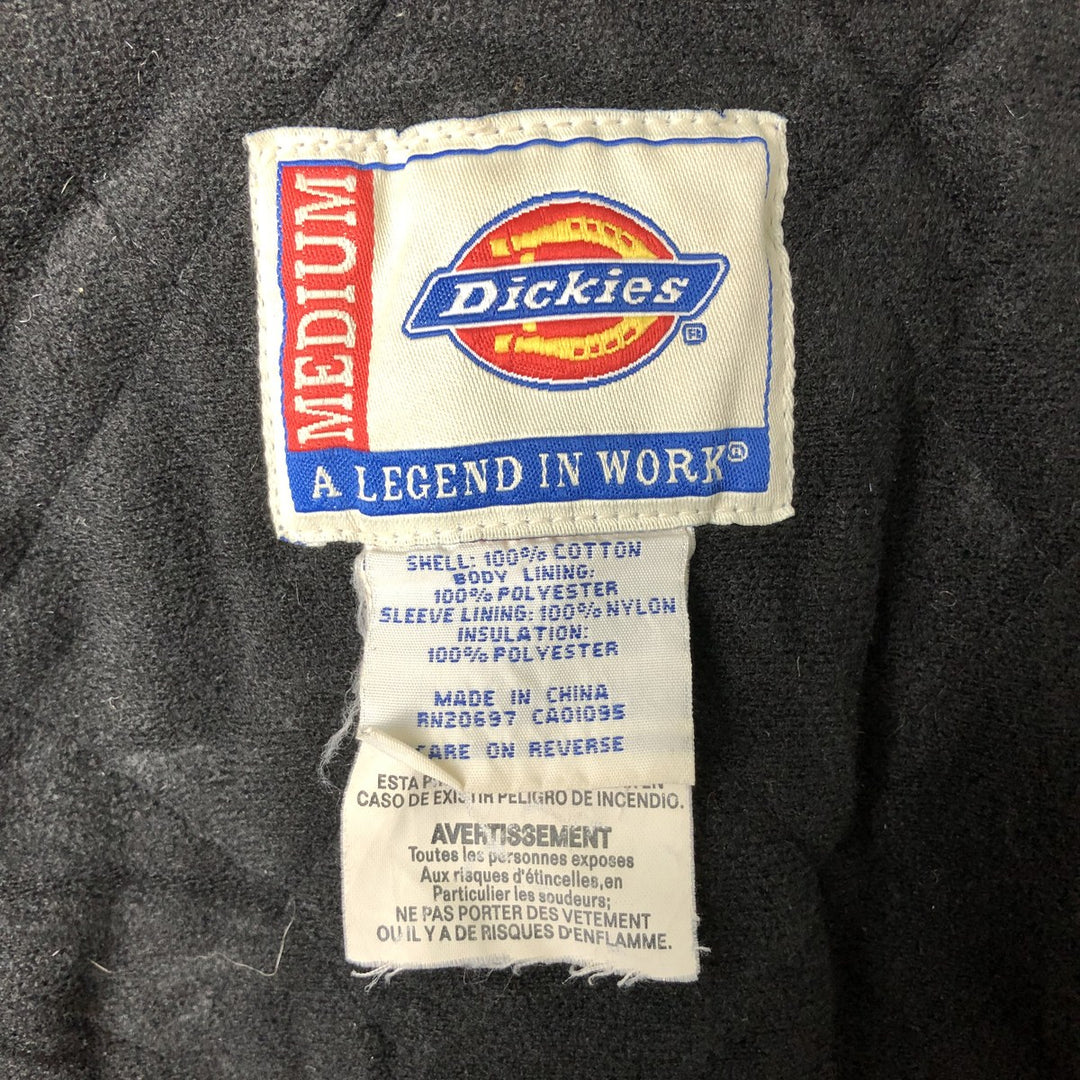 MEDIUM
Dickies
A LEGEND IN WORK®
SHELL: 100% COTTON
BODY LINING:
100% POLYESTER
SLEEVE LINING: 100% NYLON
INSULATION:
100% POLYESTER
MADE IN CHINA
RN20697 CA01095
CARE ON REVERSE
ESTA EN
CASO DE EXISTIR PELIGRO DE INCENDIO.
AVERTISSEMENT
Toutes les personnes exposes
Aux risques d'étincelles,en
Particulier les soudeurs;
NE PAS PORTER DES VETEMENT
OU IL Y A DE RISQUES D'ENFLAMME.